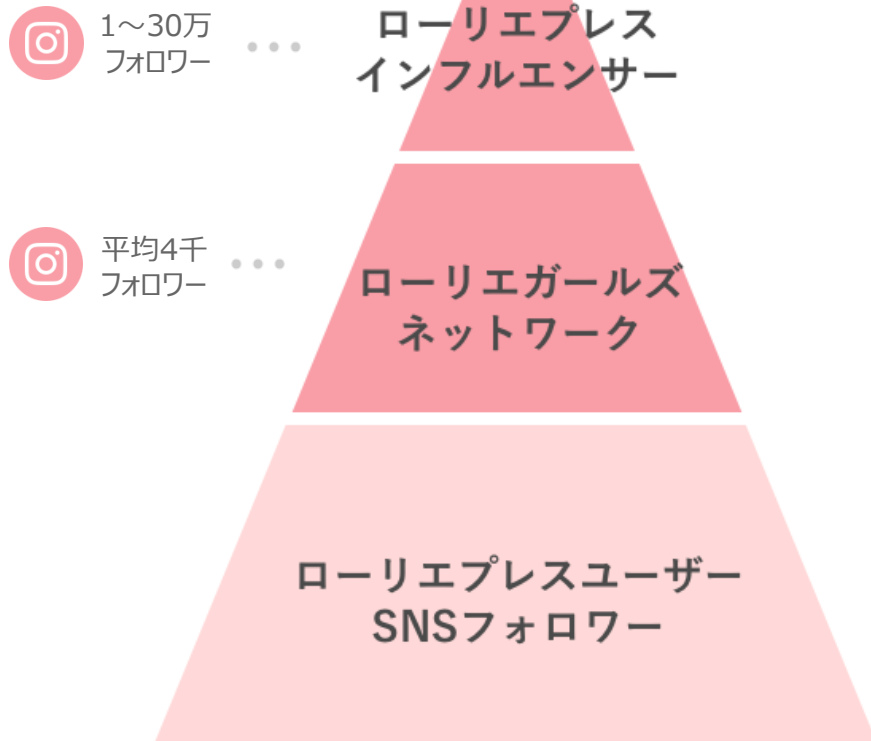 1～30万
フォロワー
ローリエプレス
インフルエンサー
平均4千
フォロワー
ローリエガールズ
ネットワーク
ローリエプレスユーザー
SNSフォロワー